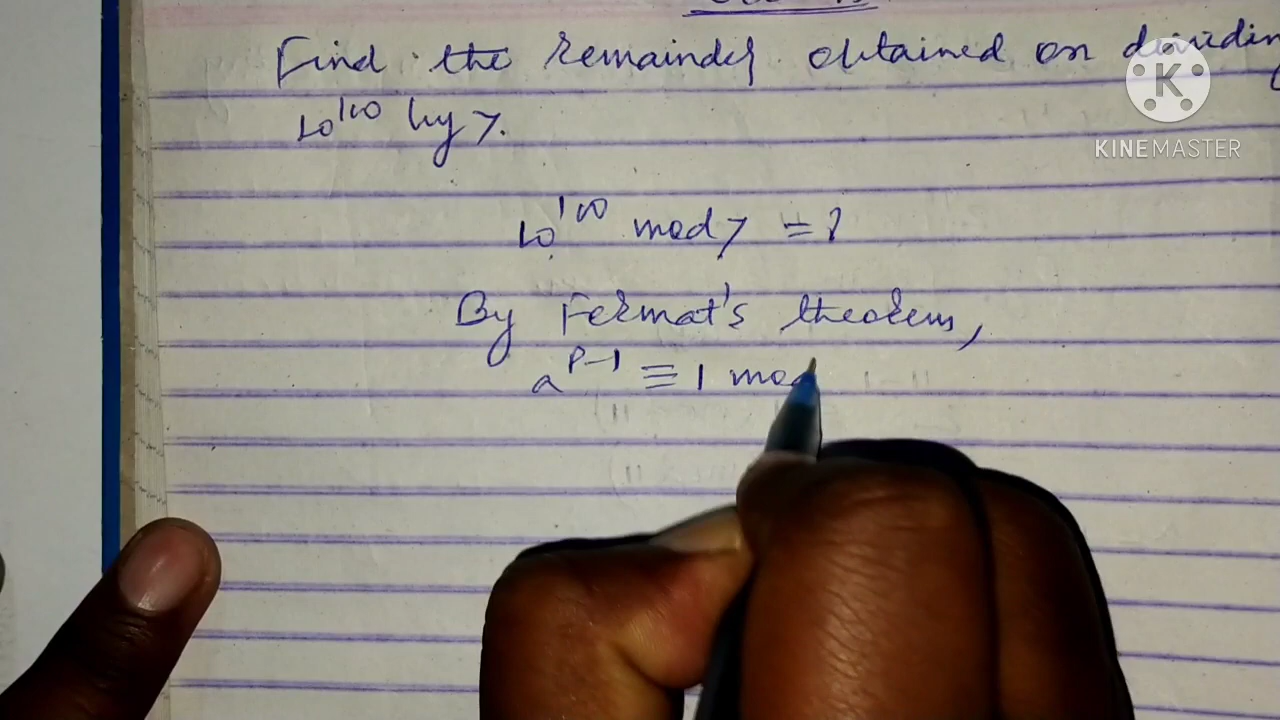 Find the remainder obtained on dividing
10^100 by 7.
K
KINEMASTER
10^100 mod 7 = ?
By Fermat's theorem,
a^p-1 ≡ 1 mod